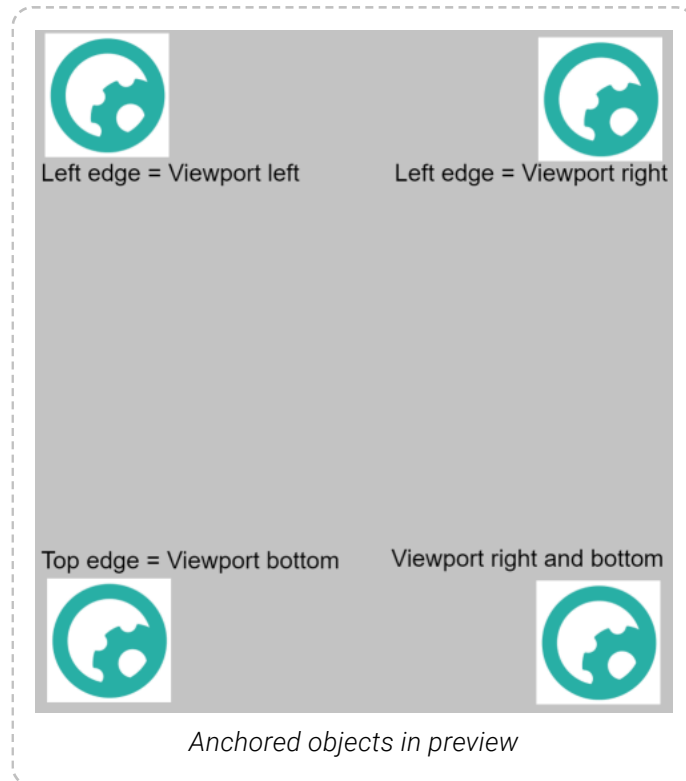 Left edge = Viewport left
Left edge = Viewport right
Top edge = Viewport bottom
Viewport right and bottom
Anchored objects in preview